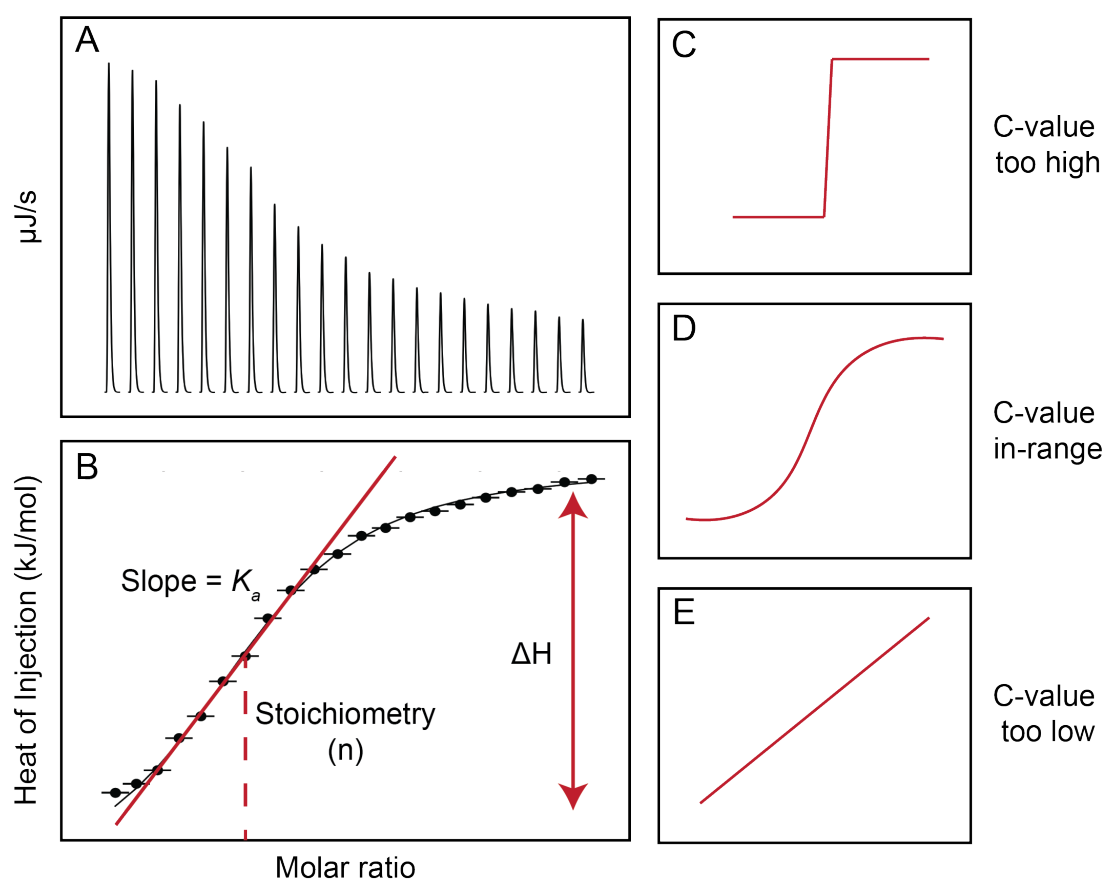 A
µJ/s
B
Heat of Injection (kJ/mol)
Slope = Ka
Stoichiometry
(n)
ΔH
Molar ratio
C
C-value
too high
D
C-value
in-range
E
C-value
too low